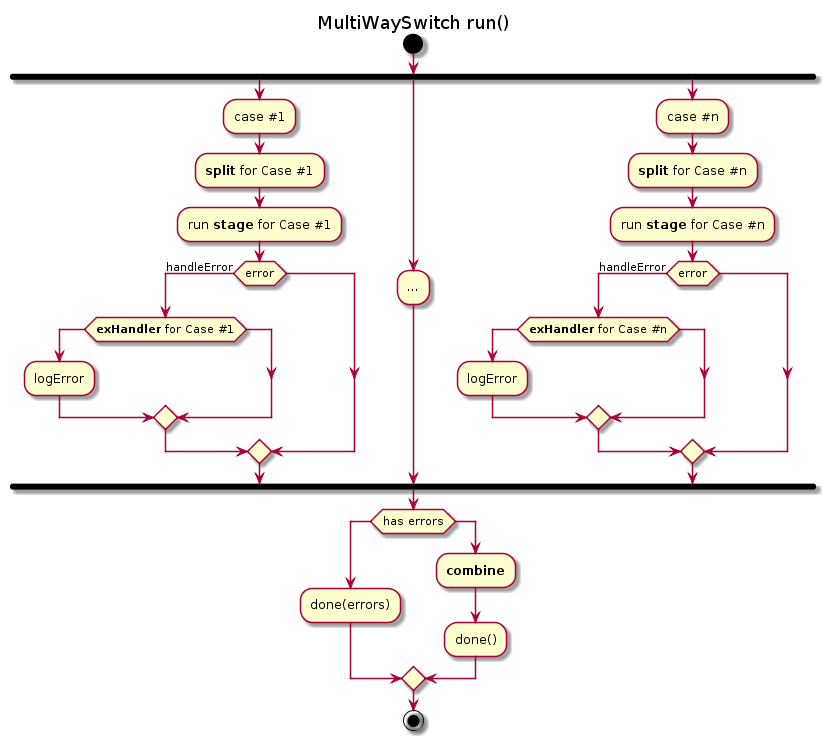 MultiWaySwitch run()
case #1
split for Case #1
run stage for Case #1
handleError
error
exHandler for Case #1
logError
...
case #n
split for Case #n
run stage for Case #n
handleError
error
exHandler for Case #n
logError
has errors
done(errors)
combine
done()